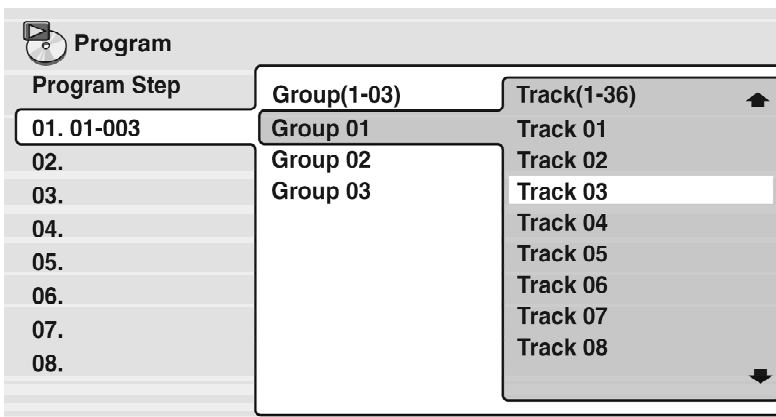 Program
Program Step
01. 01-003
02.
03.
04.
05.
06.
07.
08.
Group(1-03)
Group 01
Group 02
Group 03
Track(1-36)
Track 01
Track 02
Track 03
Track 04
Track 05
Track 06
Track 07
Track 08